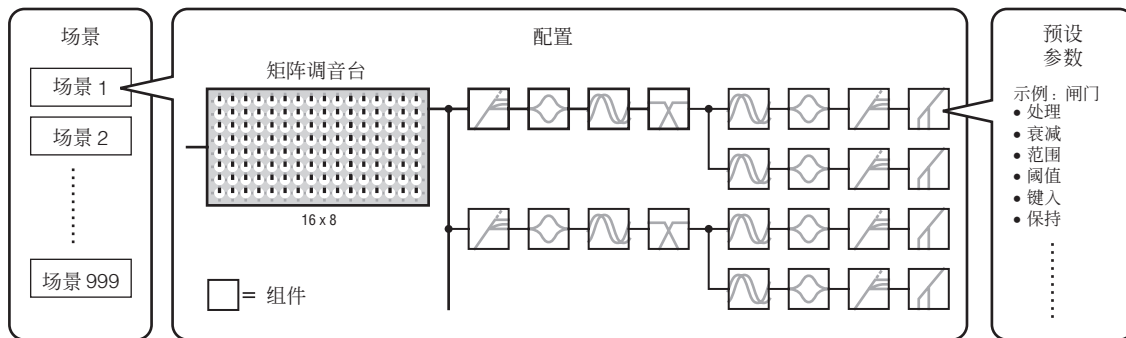 场景
场景 1
场景 2
场景 999
配置
矩阵调音台
16 x 8
= 组件
预设
参数
示例：闸门
• 处理
• 衰减
• 范围
• 阈值
• 键入
• 保持